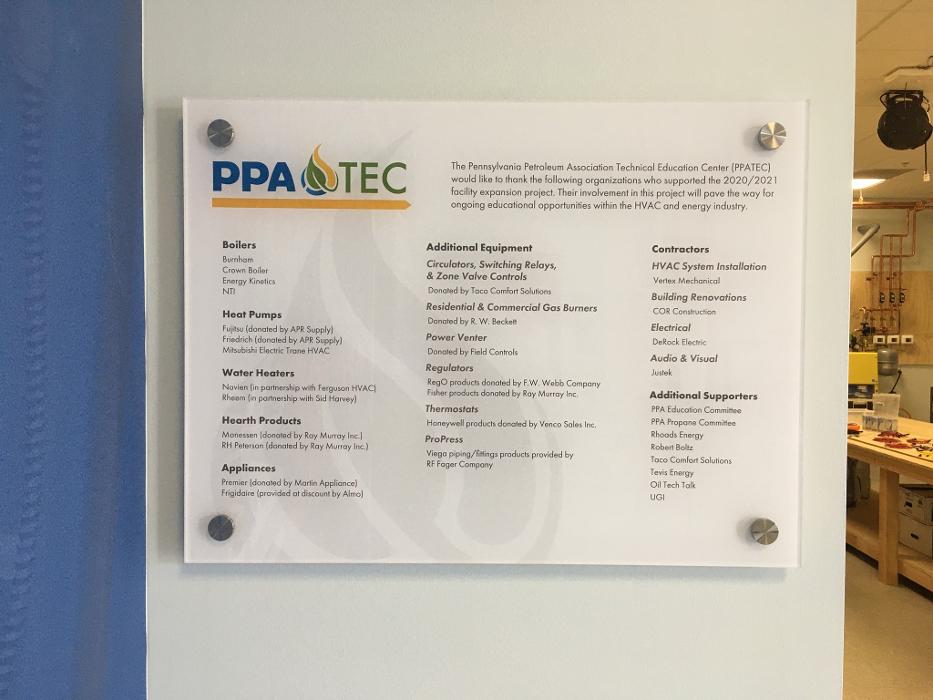 PPA TEC
The Pennsylvania Petroleum Association Technical Education Center (PPATEC)
would like to thank the following organizations who supported the 2020/2021
facility expansion project. Their involvement in this project will pave the way for
ongoing educational opportunities within the HVAC and energy industry.
Boilers
Burnham
Crown Boiler
Energy Kinetics
NTI
Heat Pumps
Fujitsu (donated by APR Supply)
Friedrich (donated by APR Supply)
Mitsubishi Electric Trane HVAC
Water Heaters
Navien (in partnership with Ferguson HVAC)
Rheem (in partnership with Sid Harvey)
Hearth Products
Monessen (donated by Ray Murray Inc.)
RH Peterson (donated by Ray Murray Inc.)
Appliances
Premier (donated by Martin Appliance)
Frigidaire (provided at discount by Almo)
Additional Equipment
Circulators, Switching Relays,
& Zone Valve Controls
Donated by Taco Comfort Solutions
Residential & Commercial Gas Burners
Donated by R. W. Beckett
Power Venter
Donated by Field Controls
Regulators
RegO products donated by F.W. Webb Company
Fisher products donated by Ray Murray Inc.
Thermostats
Honeywell products donated by Venco Sales Inc.
ProPress
Viega piping/fittings products provided by
RF Fager Company
Contractors
HVAC System Installation
Vertex Mechanical
Building Renovations
COR Construction
Electrical
DeRock Electric
Audio & Visual
Justek
Additional Supporters
PPA Education Committee
PPA Propane Committee
Rhoads Energy
Robert Boltz
Taco Comfort Solutions
Tevis Energy
Oil Tech Talk
UGI